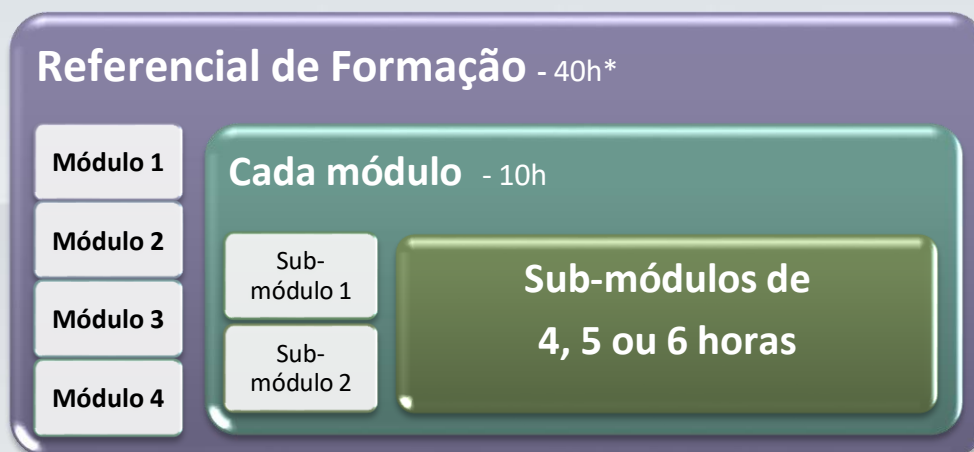 Referencial de Formação - 40h*
Módulo 1
Módulo 2
Módulo 3
Módulo 4
Cada módulo - 10h
Sub-
módulo 1
Sub-
módulo 2
Sub-módulos de
4, 5 ou 6 horas